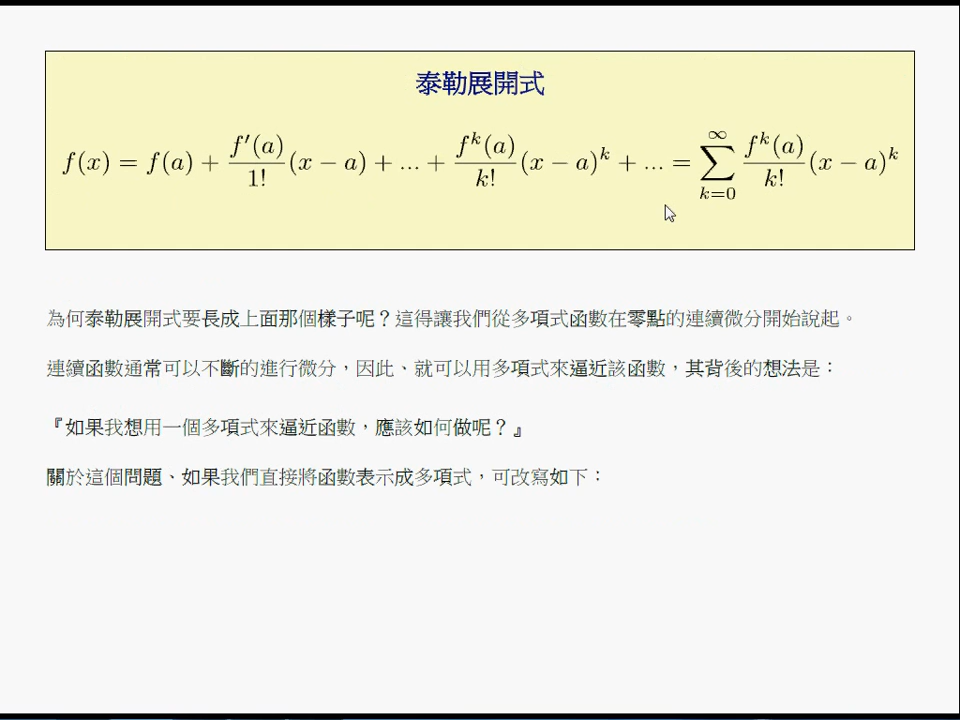 泰勒展開式
f(x) = f(a) + \frac{f'(a)}{1!}(x − a) + ... + \frac{f^k(a)}{k!}(x − a)^k + ... = \sum_{k=0}^{\infty} \frac{f^k(a)}{k!}(x − a)^k
為何泰勒展開式要長成上面那個樣子呢？這得讓我們從多項式函數在零點的連續微分開始說起。
連續函數通常可以不斷的進行微分，因此、就可以用多項式來逼近該函數，其背後的想法是：
『如果我想用一個多項式來逼近函數，應該如何做呢？』
關於這個問題、如果我們直接將函數表示成多項式，可改寫如下：